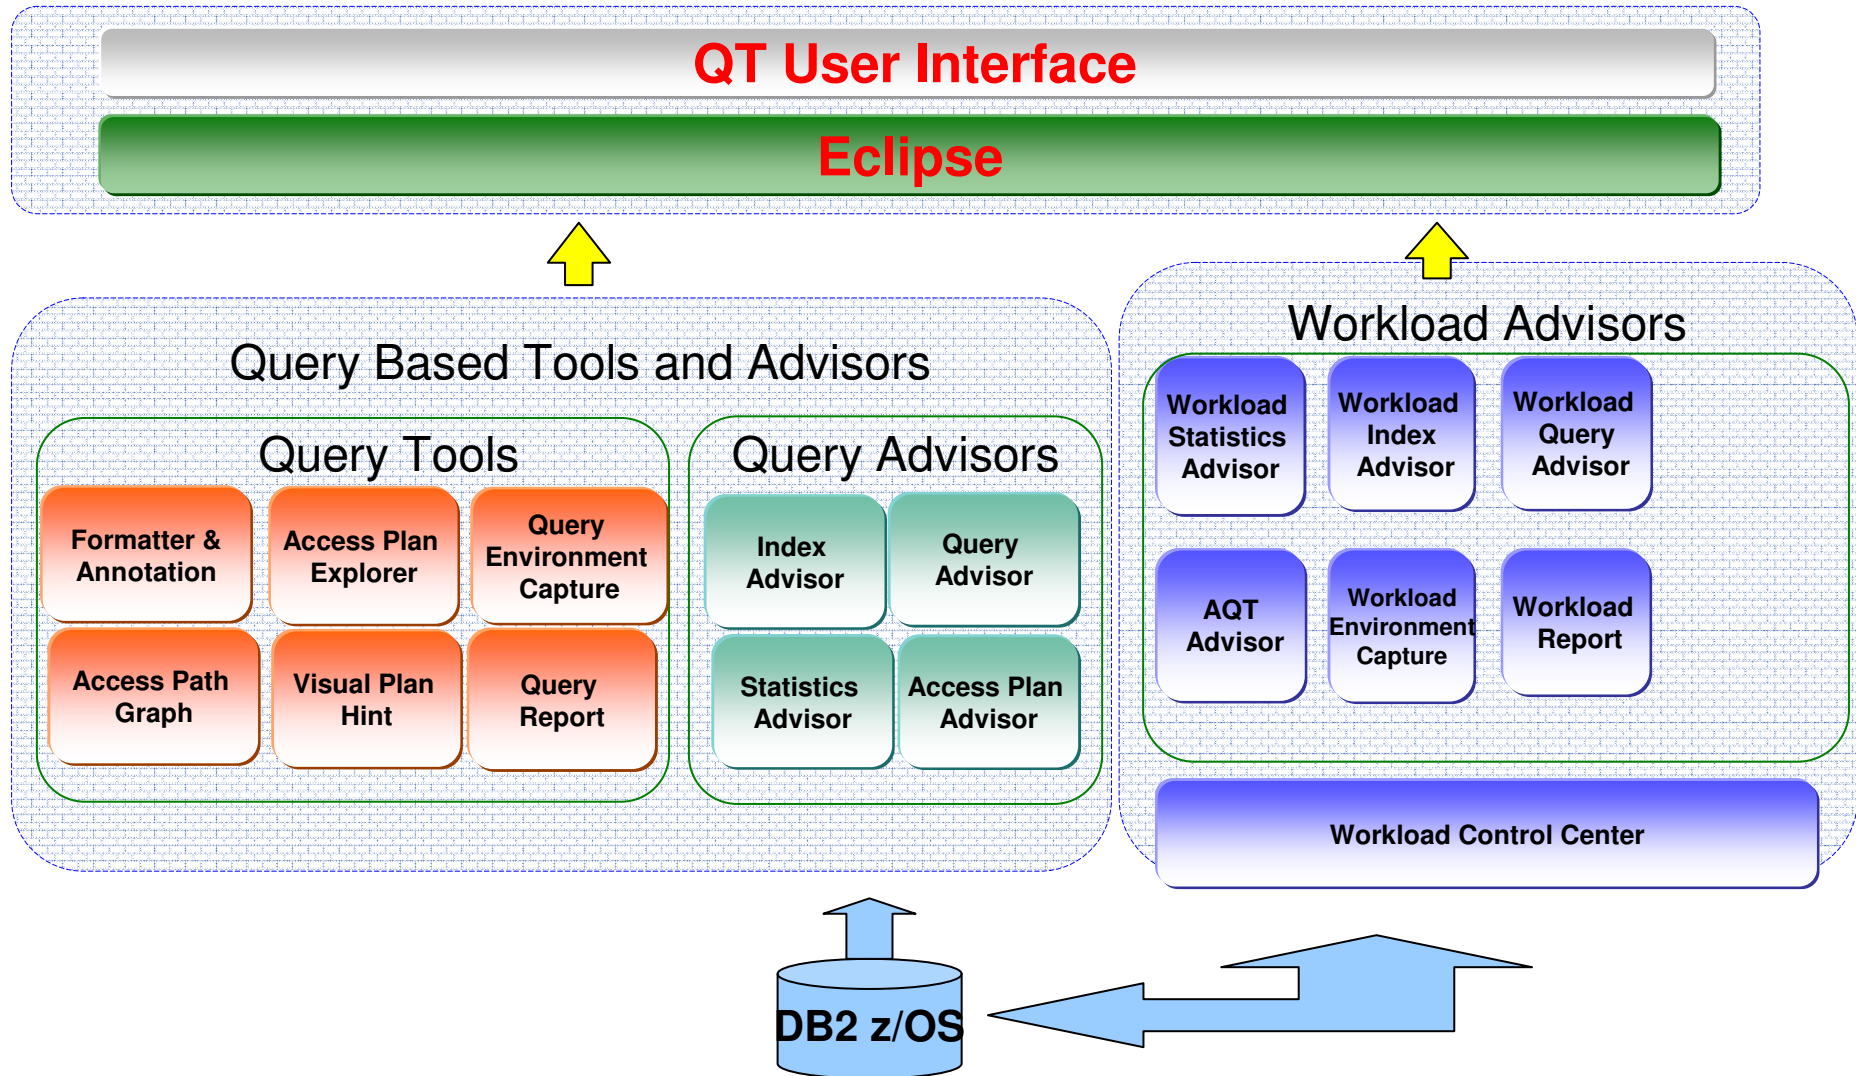 QT User Interface
Eclipse
Query Based Tools and Advisors
Query Tools
Formatter &
Annotation
Access Plan
Explorer
Query
Environment
Capture
Access Path
Graph
Visual Plan
Hint
Query
Report
Query Advisors
Index
Advisor
Query
Advisor
Statistics
Advisor
Access Plan
Advisor
Workload Advisors
Workload
Statistics
Advisor
Workload
Index
Advisor
Workload
Query
Advisor
AQT
Advisor
Workload
Environment
Capture
Workload
Report
Workload Control Center
DB2 z/OS